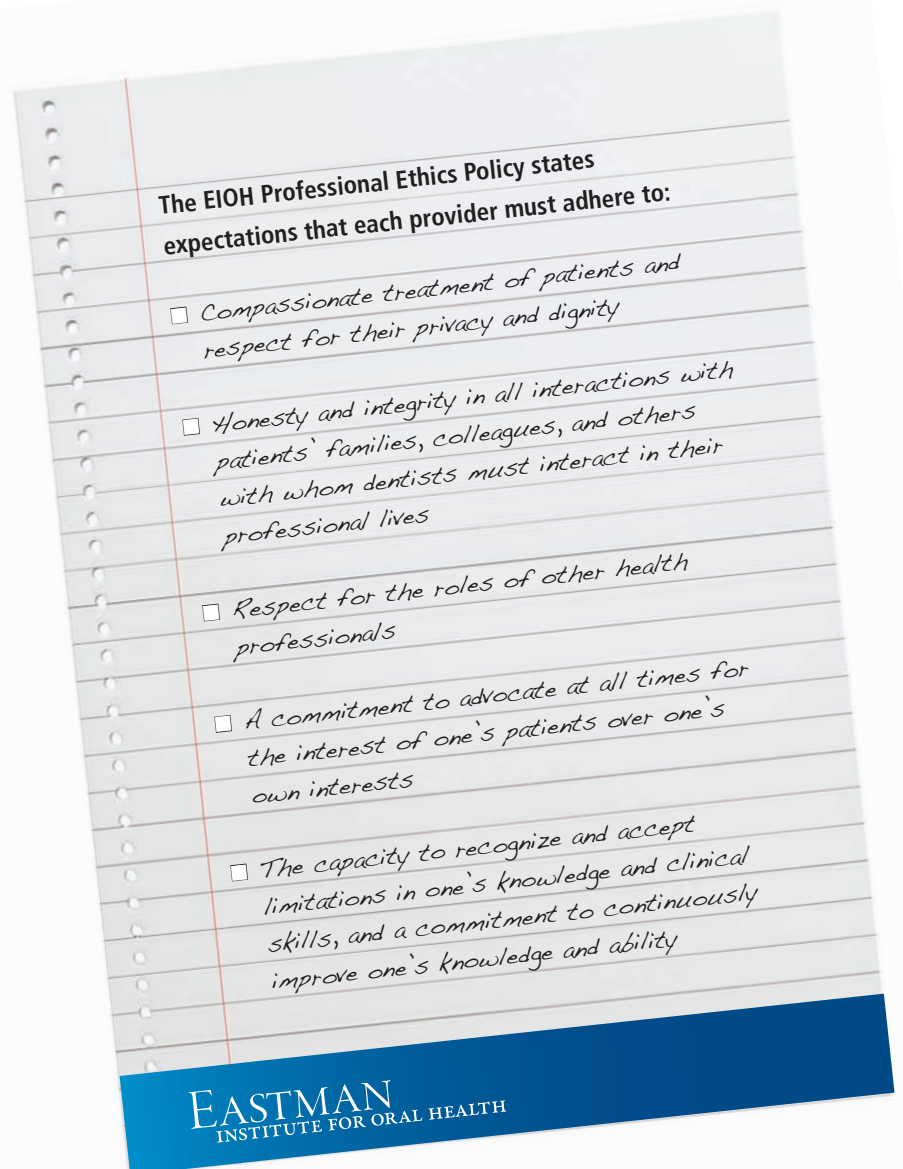 The EIOH Professional Ethics Policy states
expectations that each provider must adhere to:
Compassionate treatment of patients and
respect for their privacy and dignity
Honesty and integrity in all interactions with
patients` families, colleagues, and others
with whom dentists must interact in their
professional lives
Respect for the roles of other health
professionals
A commitment to advocate at all times for
the interest of one`s patients over one`s
own interests
The capacity to recognize and accept
limitations in one`s knowledge and clinical
skills, and a commitment to continuously
improve one`s knowledge and ability
EASTMAN
INSTITUTE FOR ORAL HEALTH